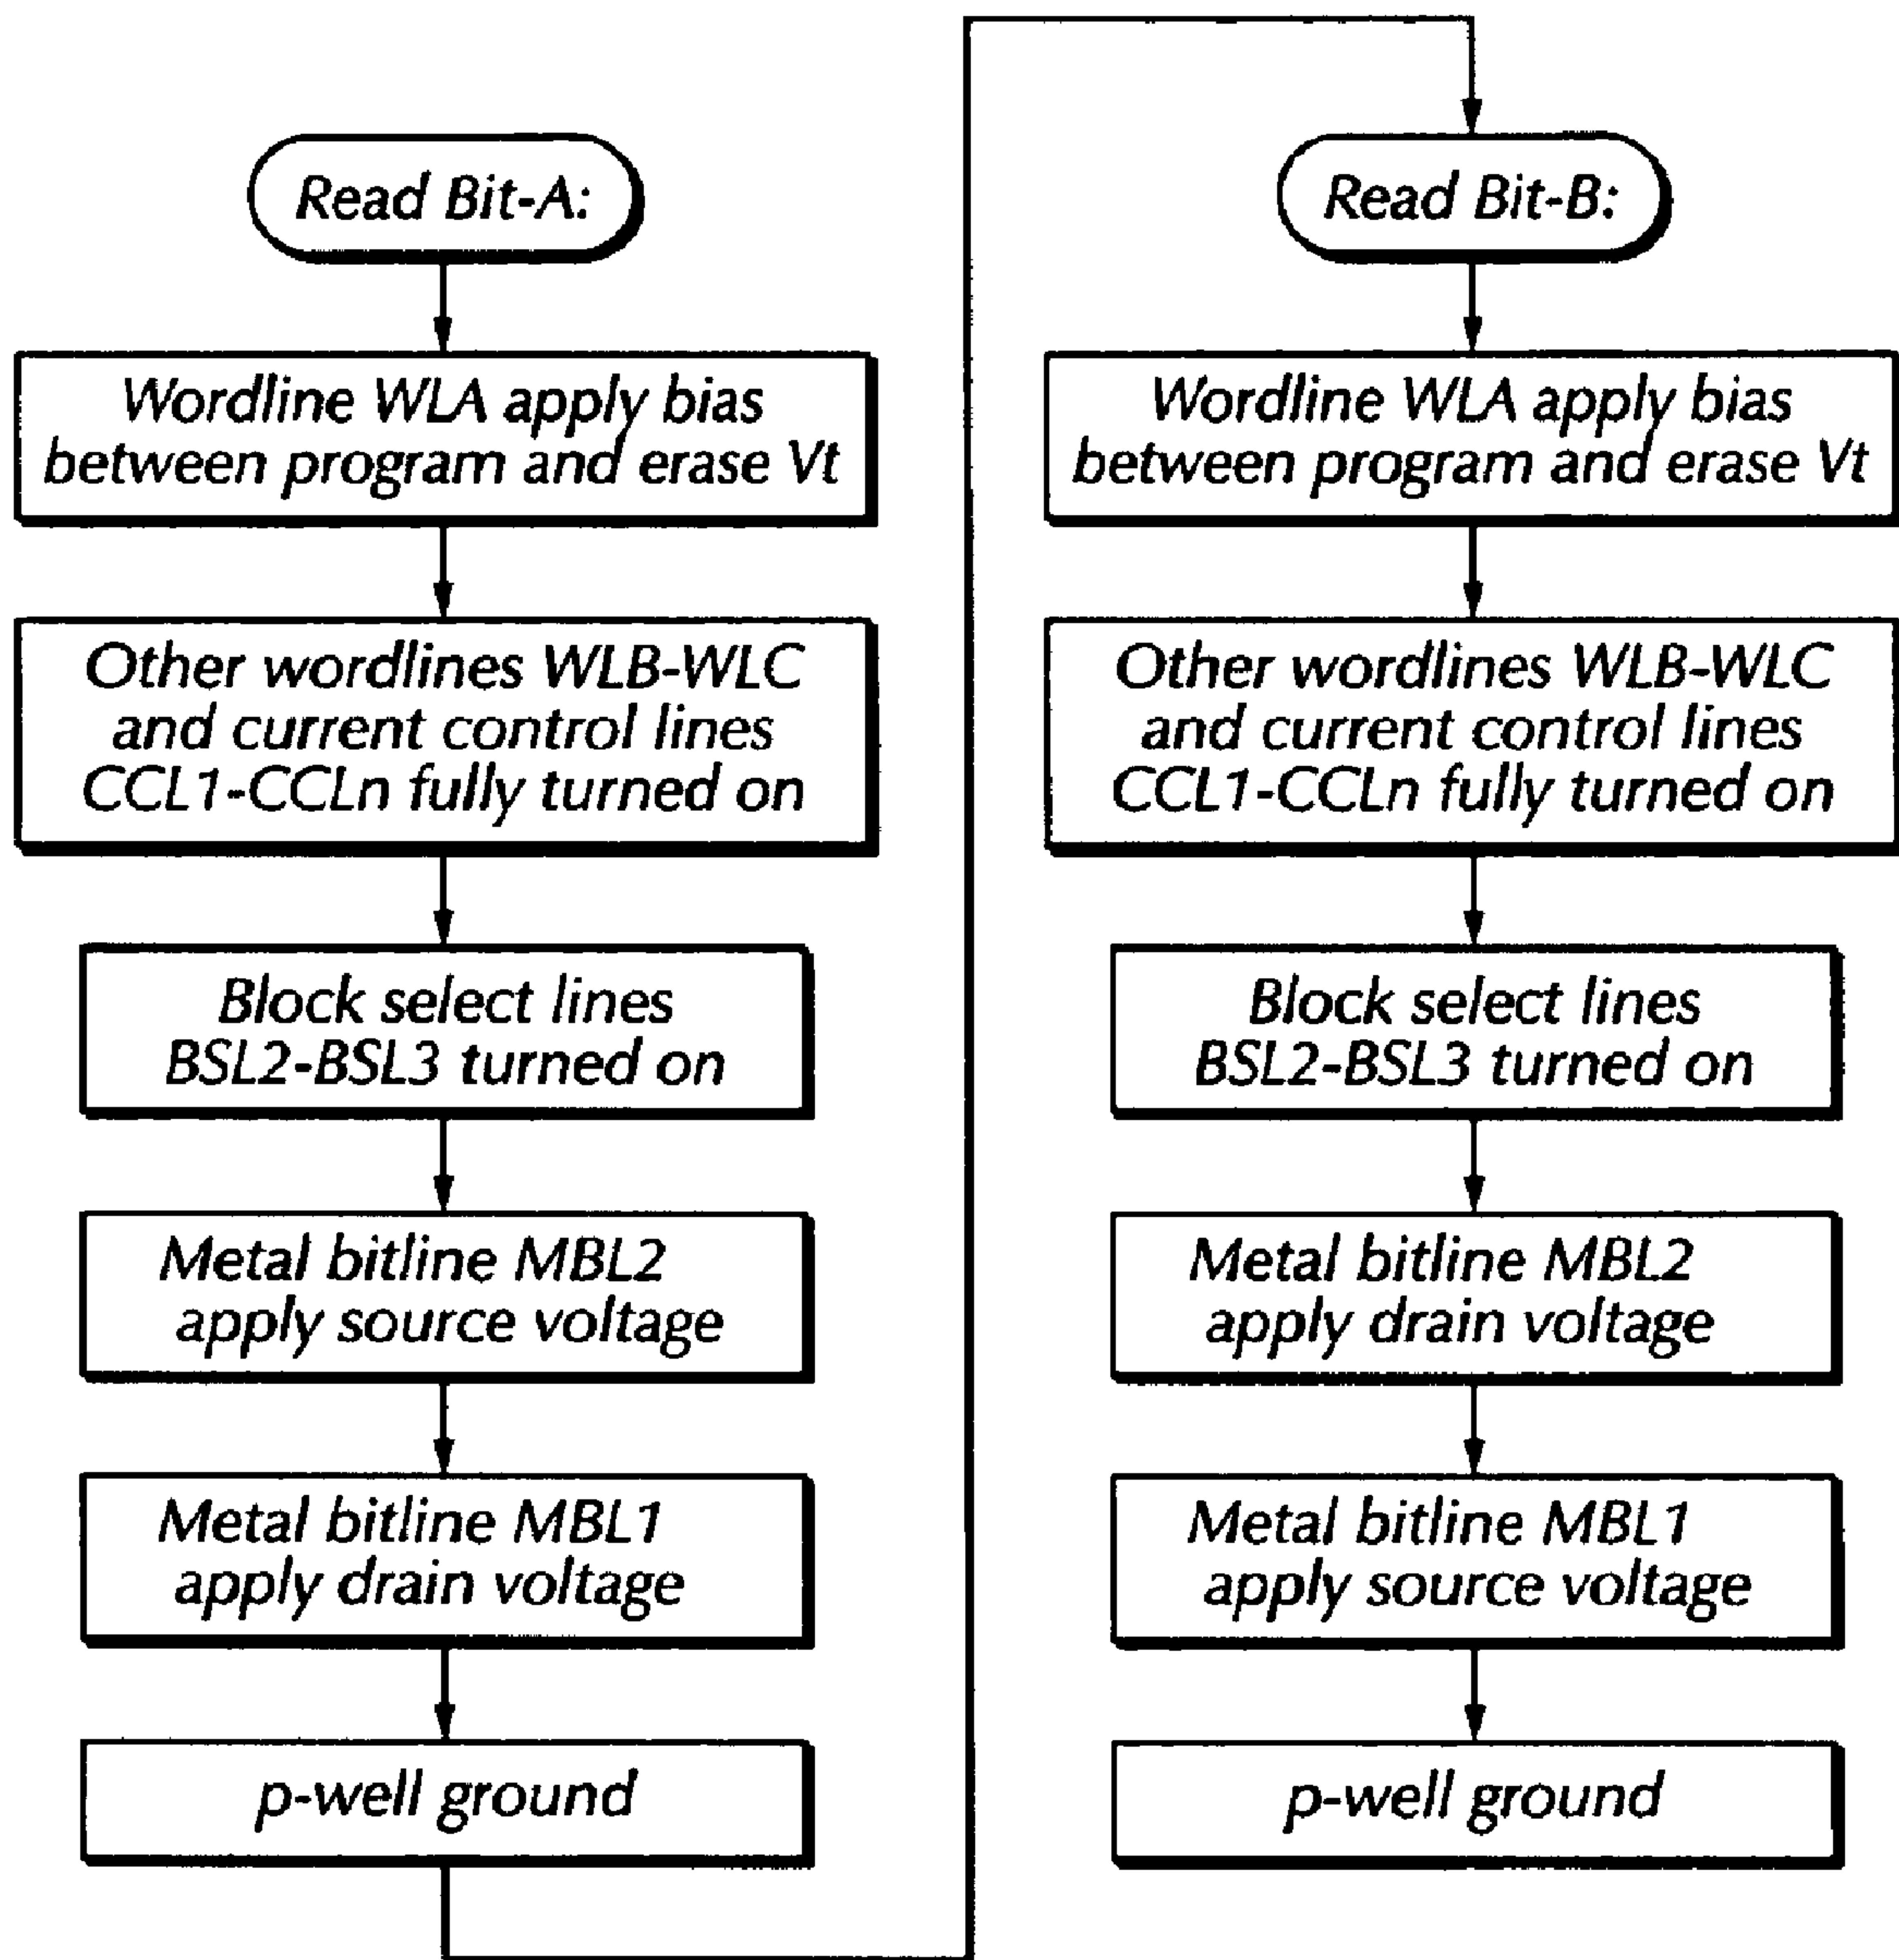 Read Bit-A:
Wordline WLA apply bias
between program and erase Vt
Other wordlines WLB-WLC
and current control lines
CCL1-CCLn fully turned on
Block select lines
BSL2-BSL3 turned on
Metal bitline MBL2
apply source voltage
Metal bitline MBL1
apply drain voltage
p-well ground
Read Bit-B:
Wordline WLA apply bias
between program and erase Vt
Other wordlines WLB-WLC
and current control lines
CCL1-CCLn fully turned on
Block select lines
BSL2-BSL3 turned on
Metal bitline MBL2
apply drain voltage
Metal bitline MBL1
apply source voltage
p-well ground